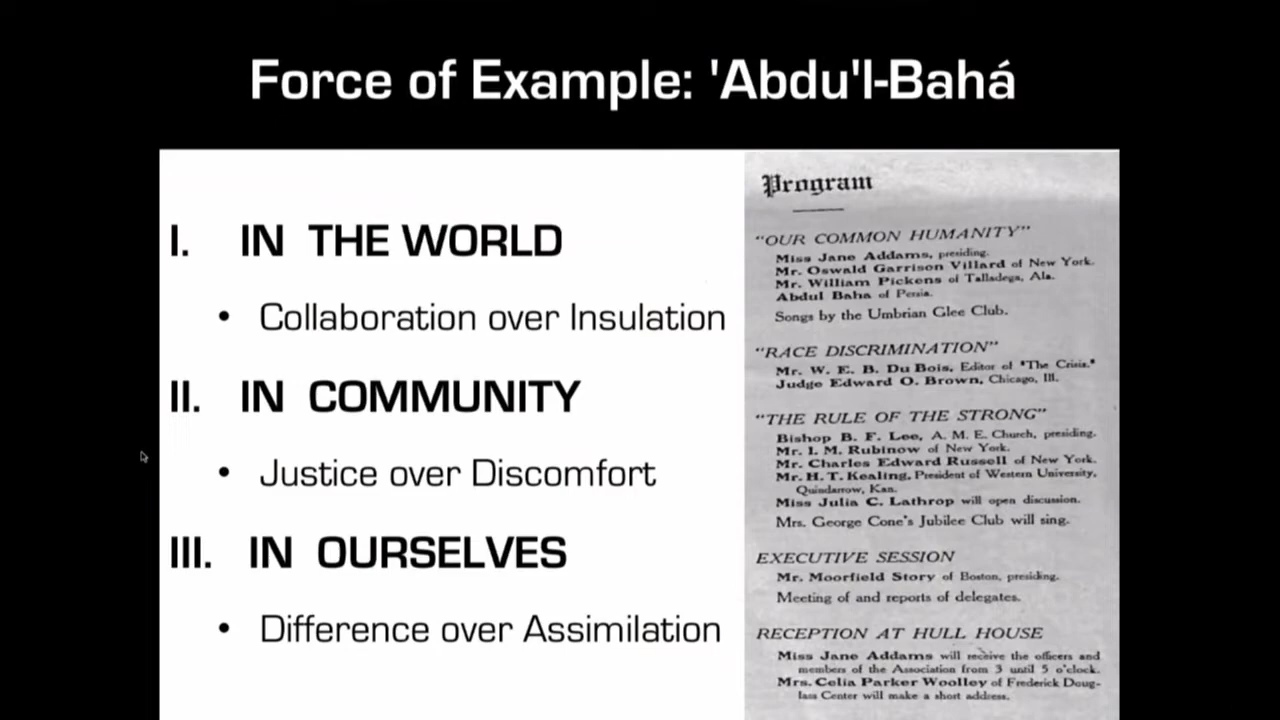 Force of Example: 'Abdu'l-Bahá
I. IN THE WORLD
• Collaboration over Insulation
II. IN COMMUNITY
• Justice over Discomfort
III. IN OURSELVES
• Difference over Assimilation
Program
"OUR COMMON HUMANITY"
Miss Jane Addams, presiding.
Mr. Oswald Garrison Villard of New York.
Mr. William Pickens of Talladega, Ala.
Abdul Baha of Persia.
Songs by the Umbrian Glee Club.
"RACE DISCRIMINATION"
Mr. W. E. B. Du Bois, Editor of "The Crisis."
Judge Edward O. Brown, Chicago, Ill.
"THE RULE OF THE STRONG"
Bishop B. F. Lee, A. M. E. Church, presiding.
Mr. I. M. Rubinow of New York.
Mr. Charles Edward Russell of New York.
Mr. H. T. Kealing, President of Western University,
Quindarrow, Kan.
Miss Julia C. Lathrop will open discussion.
Mrs. George Cone's Jubilee Club will sing.
EXECUTIVE SESSION
Mr. Moorfield Story of Boston, presiding.
Meeting of and reports of delegates.
RECEPTION AT HULL HOUSE
Miss Jane Addams will receive the officers and
members of the Association from 3 until 5 o'clock.
Mrs. Celia Parker Woolley of Frederick Doug-
lass Center will make a short address.